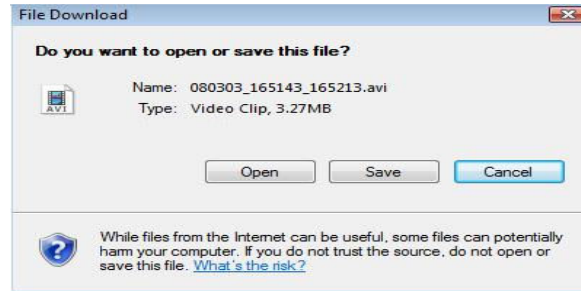 File Download
Do you want to open or save this file?
AVI
Name: 080303_165143_165213.avi
Type: Video Clip, 3.27MB
Open Save Cancel
While files from the Internet can be useful, some files can potentially
harm your computer. If you do not trust the source, do not open or
save this file. What's the risk?